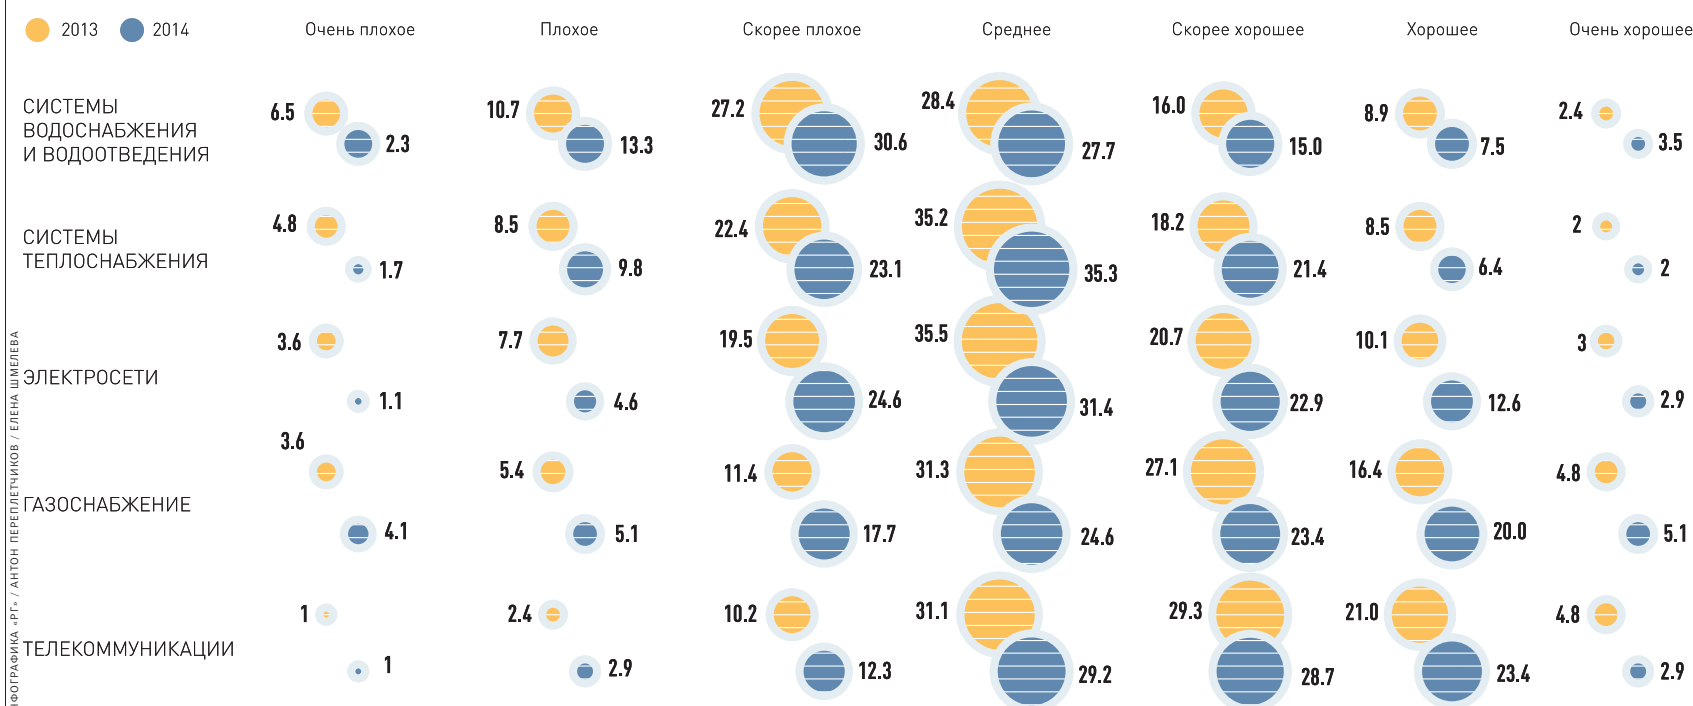 2013 2014 Очень плохое Плохое Скорее плохое Среднее Скорее хорошее Хорошее Очень хорошее
СИСТЕМЫ
ВОДОСНАБЖЕНИЯ
И ВОДООТВЕДЕНИЯ
6.5 10.7 27.2 28.4 16.0 8.9 2.4
2.3 13.3 30.6 27.7 15.0 7.5 3.5
СИСТЕМЫ
ТЕПЛОСНАБЖЕНИЯ
4.8 8.5 22.4 35.2 18.2 8.5 2
1.7 9.8 23.1 35.3 21.4 6.4 2
ЭЛЕКТРОСЕТИ
3.6 7.7 19.5 35.5 20.7 10.1 3
1.1 4.6 24.6 31.4 22.9 12.6 2.9
ГАЗОСНАБЖЕНИЕ
3.6 5.4 11.4 31.3 27.1 16.4 4.8
4.1 5.1 17.7 24.6 23.4 20.0 5.1
ТЕЛЕКОММУНИКАЦИИ
1 2.4 10.2 31.1 29.3 21.0 4.8
1 2.9 12.3 29.2 28.7 23.4 2.9
«РГ» / АНТОН ПЕРЕПЛЕТЧИКОВ / ЕЛЕНА ШМЕЛЕВА